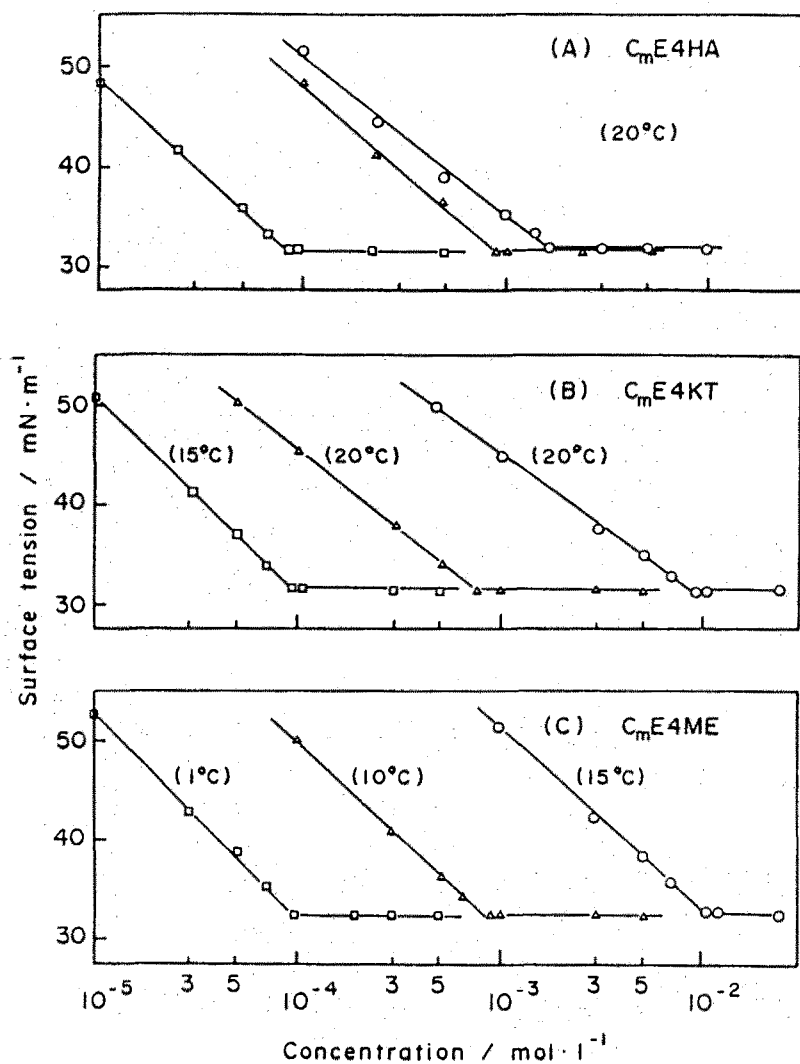 (A) CmE4HA
(20°C)
50
40
30
(B) CmE4KT
(15°C) (20°C) (20°C)
50
40
30
(C) CmE4ME
(1°C) (10°C) (15°C)
50
40
30
10⁻⁵ 3 5 10⁻⁴ 3 5 10⁻³ 3 5 10⁻²
Surface tension / mN·m⁻¹
Concentration / mol·l⁻¹